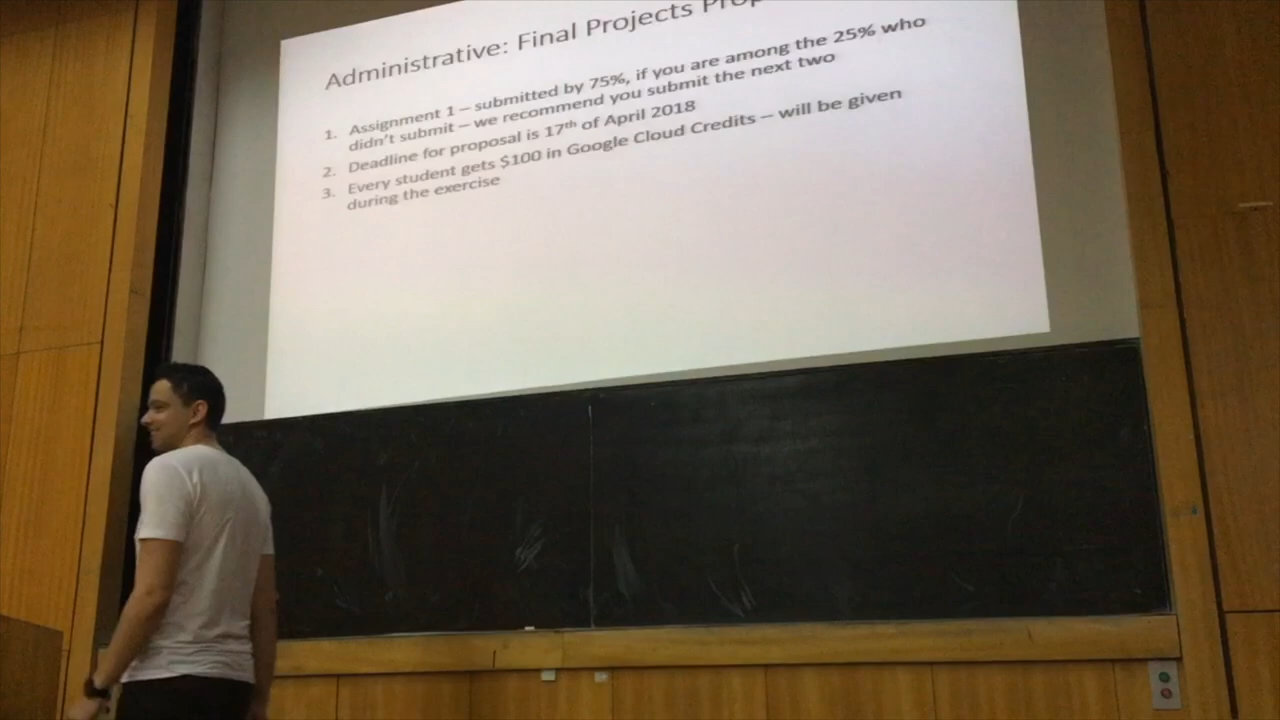 Administrative: Final Projects
1. Assignment 1 – submitted by 75%, if you are among the 25% who
didn't submit – we recommend you submit the next two
2. Deadline for proposal is 17th of April 2018
3. Every student gets $100 in Google Cloud Credits – will be given
during the exercise